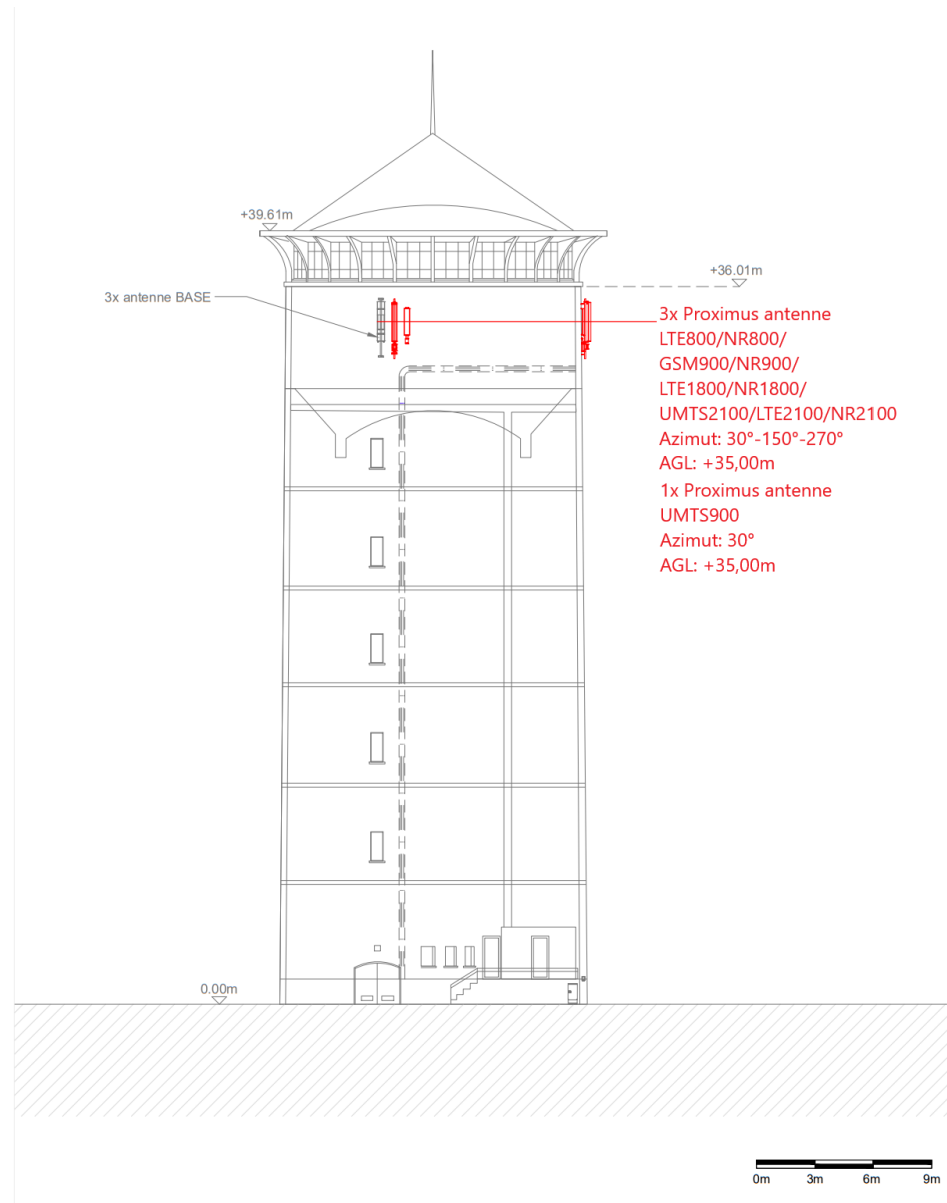 +39.61m
+36.01m
3x antenne BASE
3x Proximus antenne
LTE800/NR800/
GSM900/NR900/
LTE1800/NR1800/
UMTS2100/LTE2100/NR2100
Azimut: 30°-150°-270°
AGL: +35,00m
1x Proximus antenne
UMTS900
Azimut: 30°
AGL: +35,00m
0.00m
0m 3m 6m 9m